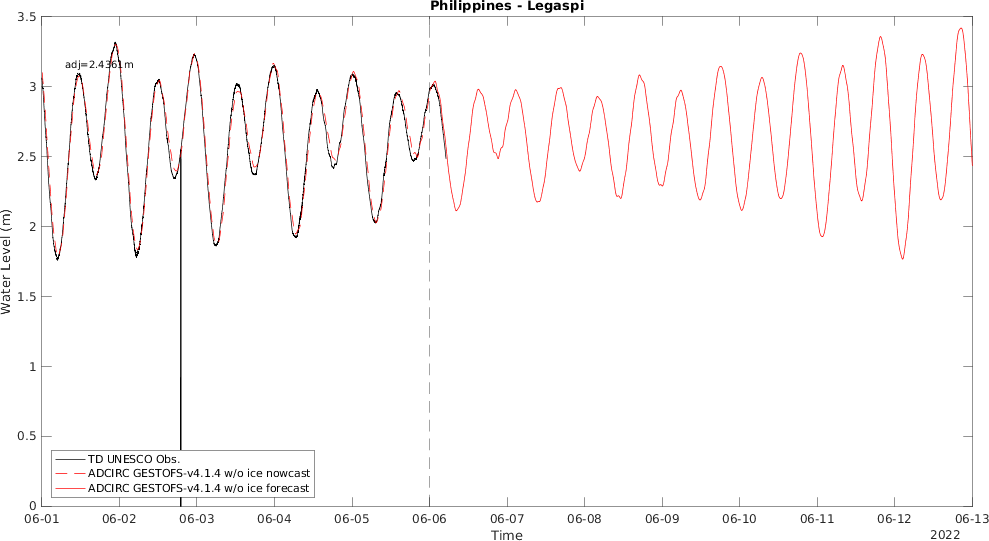 Philippines - Legaspi
adj=2.4361m
Water Level (m)
3.5
3
2.5
2
1.5
1
0.5
0
TD UNESCO Obs.
ADCIRC GESTOFS-v4.1.4 w/o ice nowcast
ADCIRC GESTOFS-v4.1.4 w/o ice forecast
06-01 06-02 06-03 06-04 06-05 06-06 06-07 06-08 06-09 06-10 06-11 06-12 06-13
Time
2022